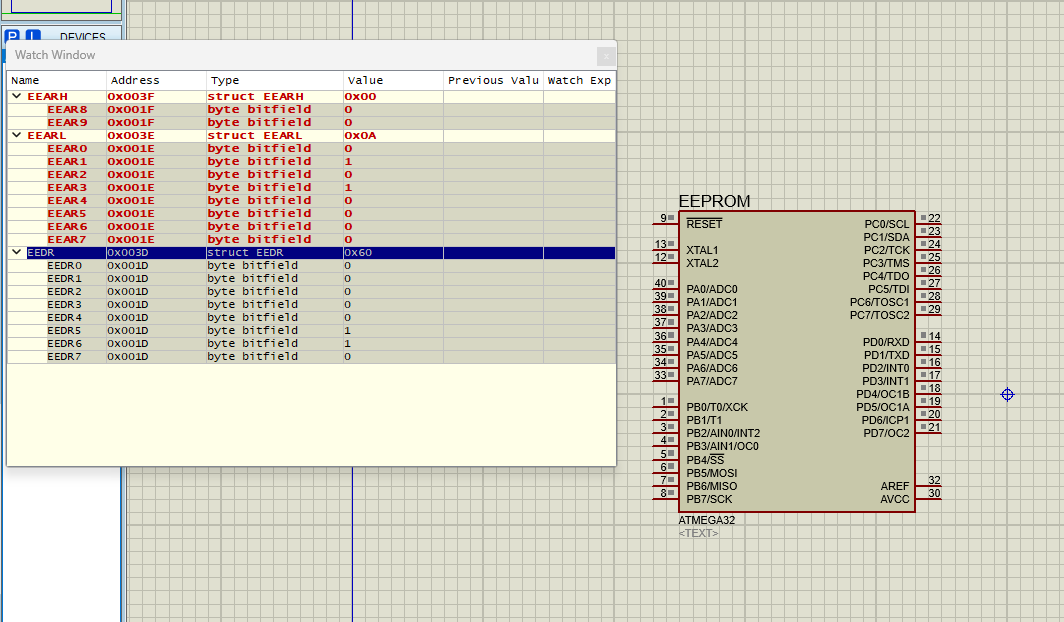 P L DEVICES
Watch Window
Name Address Type Value Previous Valu Watch Exp
EEARH 0x003F struct EEARH 0x00
EEAR8 0x001F byte bitfield 0
EEAR9 0x001F byte bitfield 0
EEARL 0x003E struct EEARL 0x0A
EEAR0 0x001E byte bitfield 0
EEAR1 0x001E byte bitfield 1
EEAR2 0x001E byte bitfield 0
EEAR3 0x001E byte bitfield 1
EEAR4 0x001E byte bitfield 0
EEAR5 0x001E byte bitfield 0
EEAR6 0x001E byte bitfield 0
EEAR7 0x001E byte bitfield 0
EEDR 0x003D struct EEDR 0x60
EEDR0 0x001D byte bitfield 0
EEDR1 0x001D byte bitfield 0
EEDR2 0x001D byte bitfield 0
EEDR3 0x001D byte bitfield 0
EEDR4 0x001D byte bitfield 0
EEDR5 0x001D byte bitfield 1
EEDR6 0x001D byte bitfield 1
EEDR7 0x001D byte bitfield 0
EEPROM
9 RESET PC0/SCL 22
PC1/SDA 23
13 XTAL1 PC2/TCK 24
12 XTAL2 PC3/TMS 25
PC4/TDO 26
40 PA0/ADC0 PC5/TDI 27
39 PA1/ADC1 PC6/TOSC1 28
38 PA2/ADC2 PC7/TOSC2 29
37 PA3/ADC3
36 PA4/ADC4 PD0/RXD 14
35 PA5/ADC5 PD1/TXD 15
34 PA6/ADC6 PD2/INT0 16
33 PA7/ADC7 PD3/INT1 17
PD4/OC1B 18
1 PB0/T0/XCK PD5/OC1A 19
2 PB1/T1 PD6/ICP1 20
3 PB2/AIN0/INT2 PD7/OC2 21
4 PB3/AIN1/OC0
5 PB4/SS
6 PB5/MOSI
7 PB6/MISO AREF 32
8 PB7/SCK AVCC 30
ATMEGA32
<TEXT>